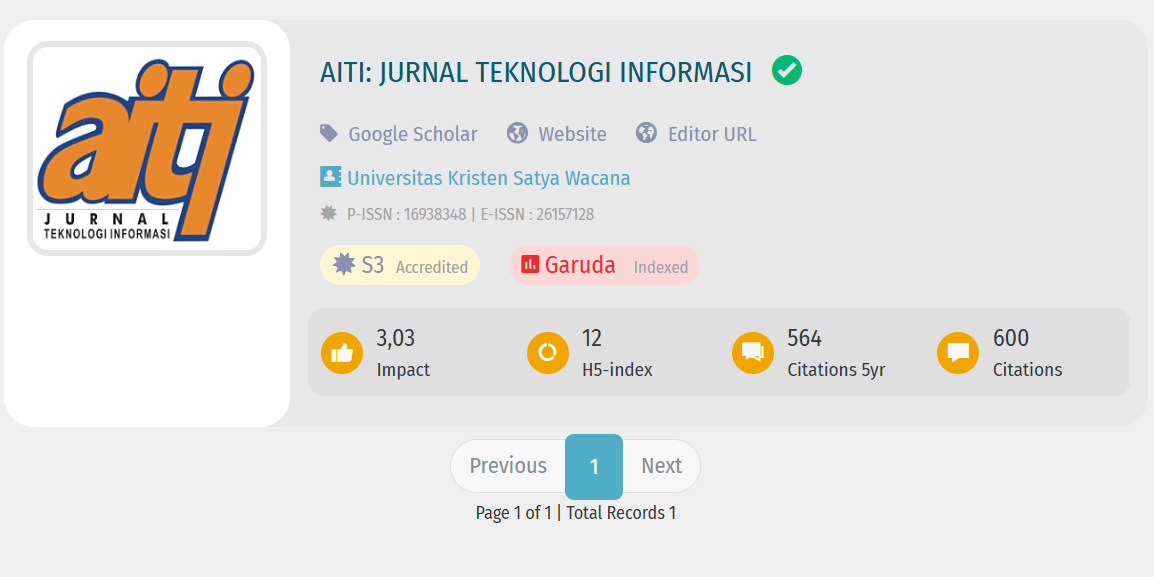 aiti
JURNAL
TEKNOLOGI INFORMASI
AITI: JURNAL TEKNOLOGI INFORMASI
Google Scholar Website Editor URL
Universitas Kristen Satya Wacana
P-ISSN : 16938348 | E-ISSN : 26157128
S3 Accredited Garuda Indexed
3,03 12 564 600
Impact H5-index Citations 5yr Citations
Previous 1 Next
Page 1 of 1 | Total Records 1